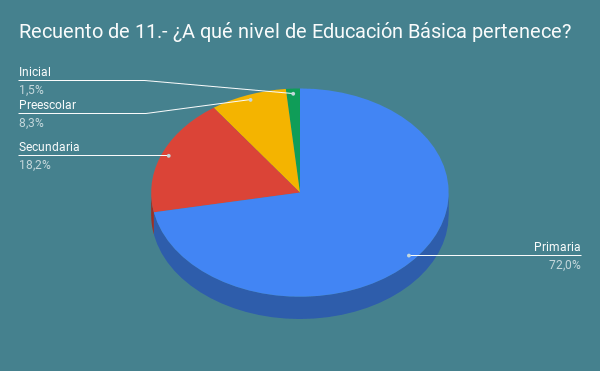 Recuento de 11.- ¿A qué nivel de Educación Básica pertenece?
Inicial
1,5%
Preescolar
8,3%
Secundaria
18,2%
Primaria
72,0%